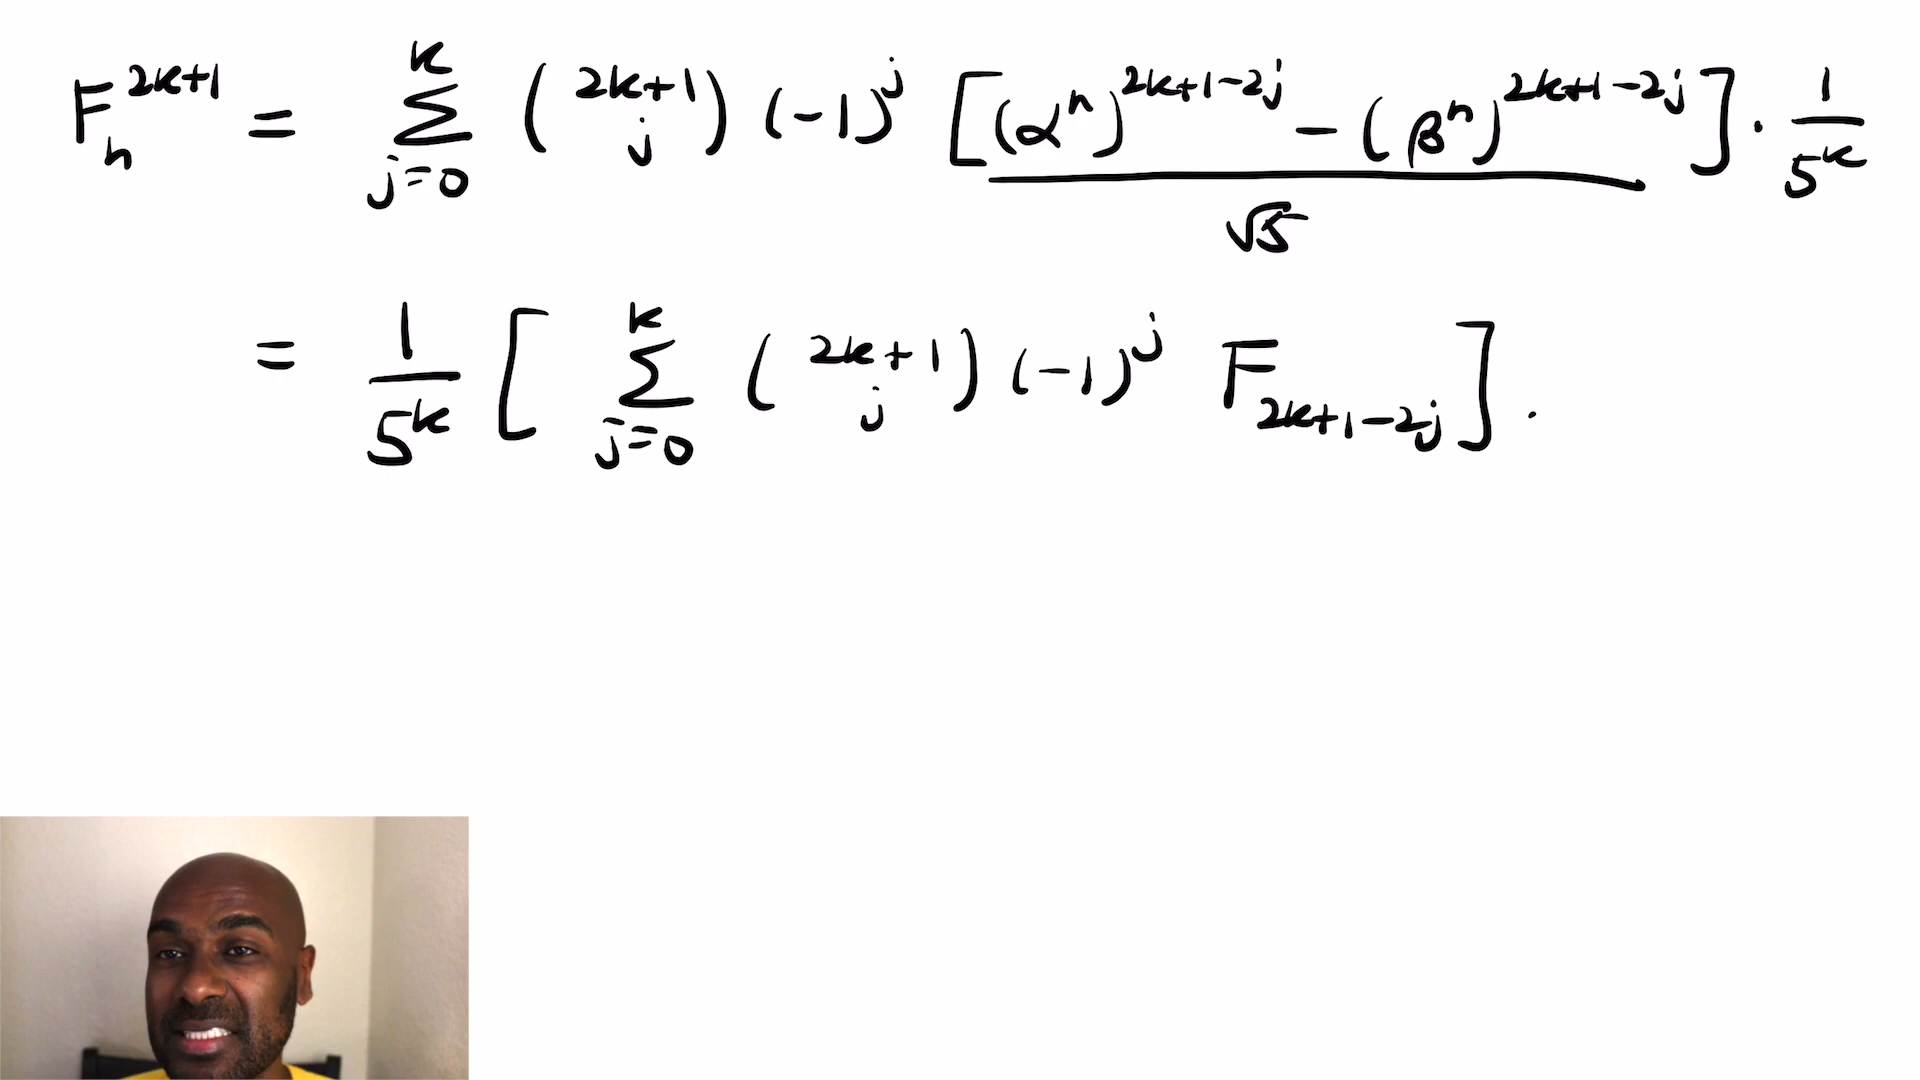 F_n^{2k+1} = \sum_{j=0}^{k} \binom{2k+1}{j} (-1)^j \left[ \frac{(\alpha^n)^{2k+1-2j} - (\beta^n)^{2k+1-2j}}{\sqrt{5}} \right] \cdot \frac{1}{5^k}
= \frac{1}{5^k} \left[ \sum_{j=0}^{k} \binom{2k+1}{j} (-1)^j F_{2k+1-2j} \right].